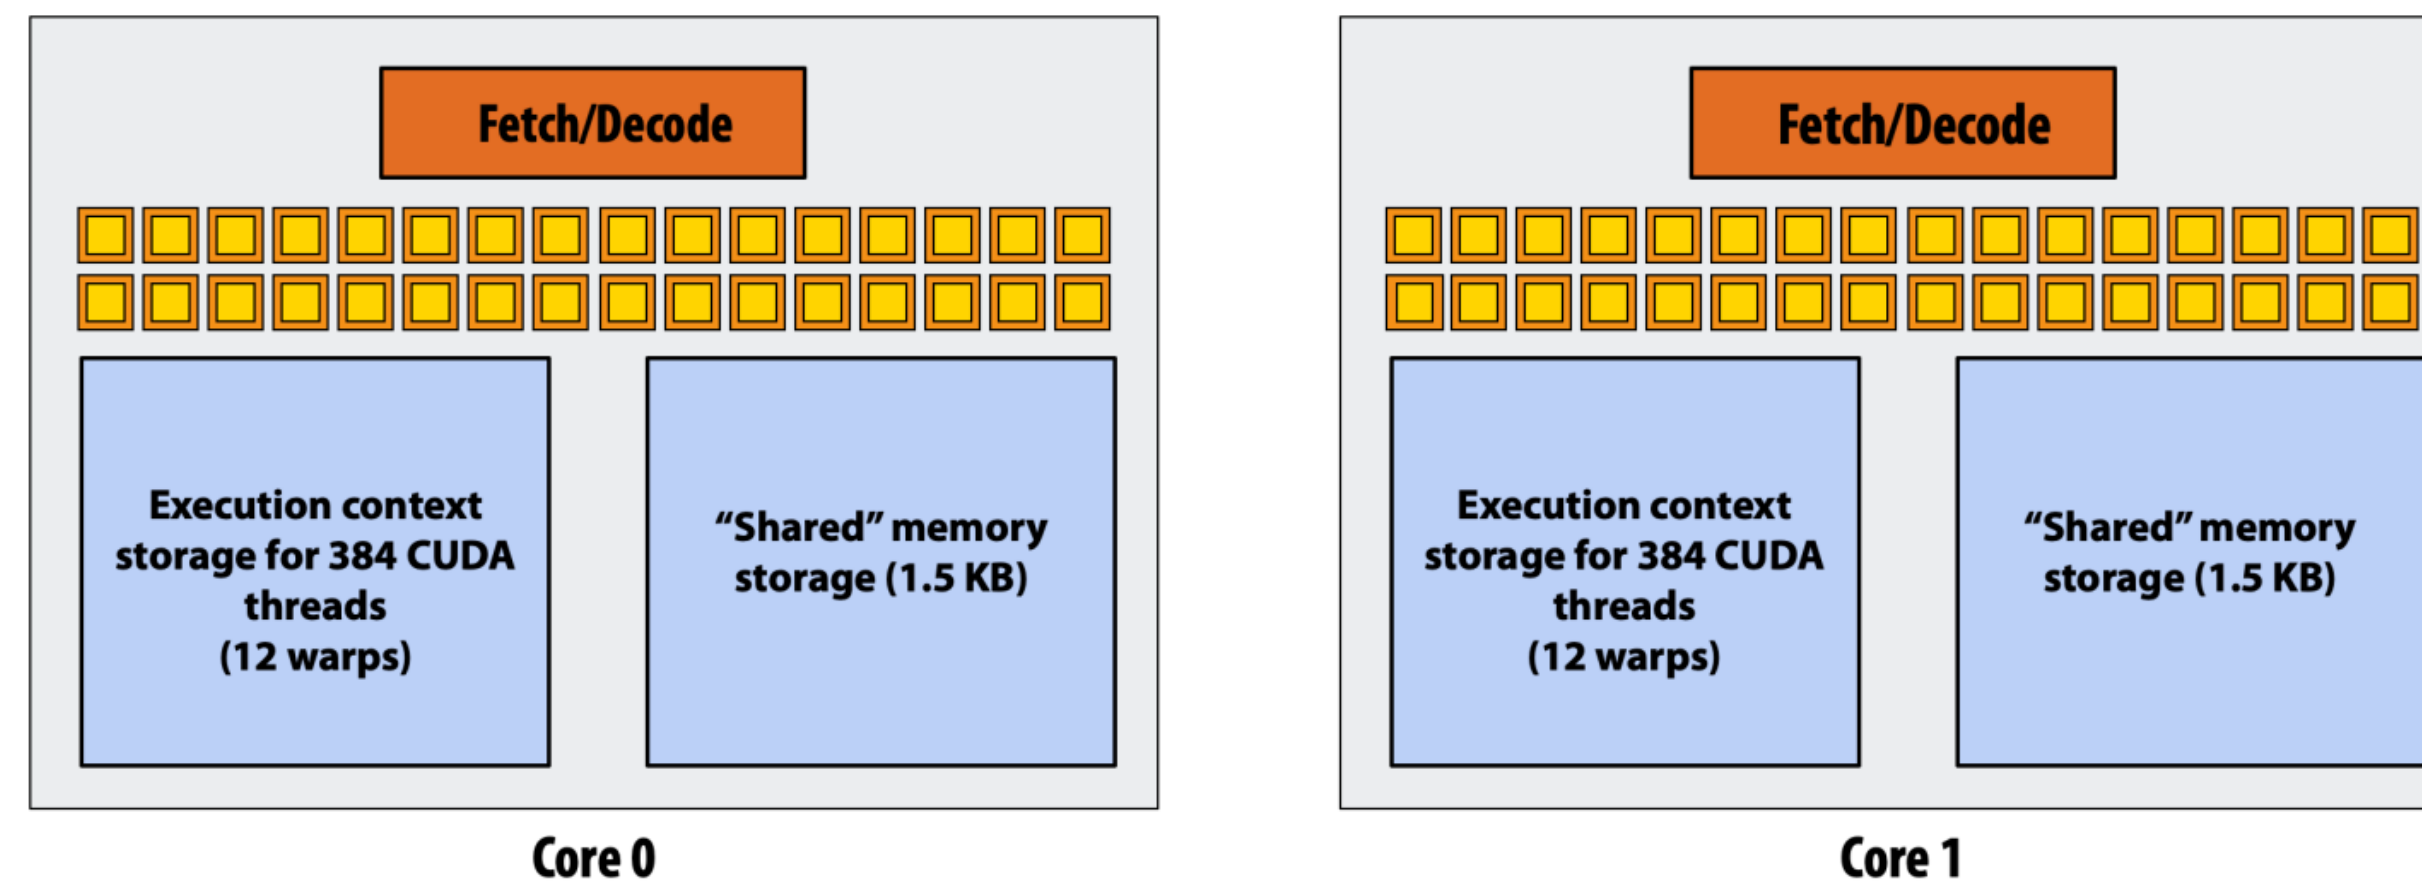 Fetch/Decode
Execution context
storage for 384 CUDA
threads
(12 warps)
“Shared” memory
storage (1.5 KB)
Core 0
Fetch/Decode
Execution context
storage for 384 CUDA
threads
(12 warps)
“Shared” memory
storage (1.5 KB)
Core 1